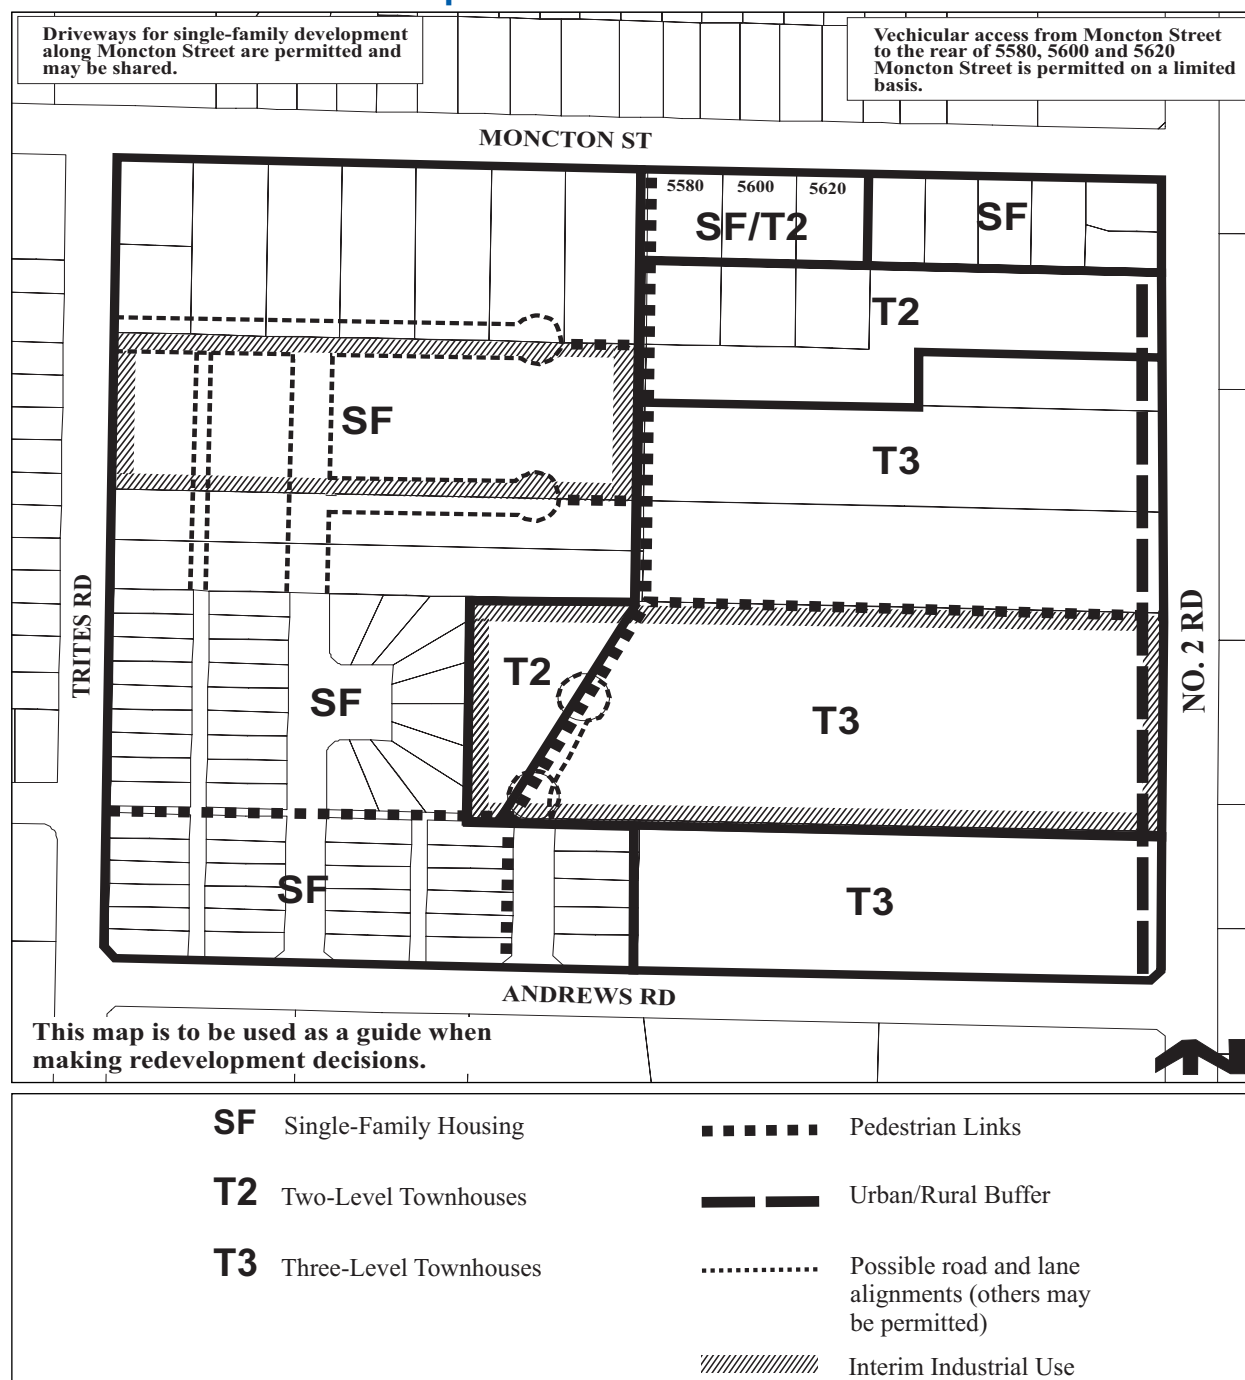 Driveways for single-family development
along Moncton Street are permitted and
may be shared.
Vechicular access from Moncton Street
to the rear of 5580, 5600 and 5620
Moncton Street is permitted on a limited
basis.
MONCTON ST
5580
5600
5620
SF/T2
SF
T2
SF
T3
TRITES RD
NO. 2 RD
T2
SF
T3
SF
T3
ANDREWS RD
This map is to be used as a guide when
making redevelopment decisions.
SF Single-Family Housing
T2 Two-Level Townhouses
T3 Three-Level Townhouses
Pedestrian Links
Urban/Rural Buffer
Possible road and lane
alignments (others may
be permitted)
Interim Industrial Use